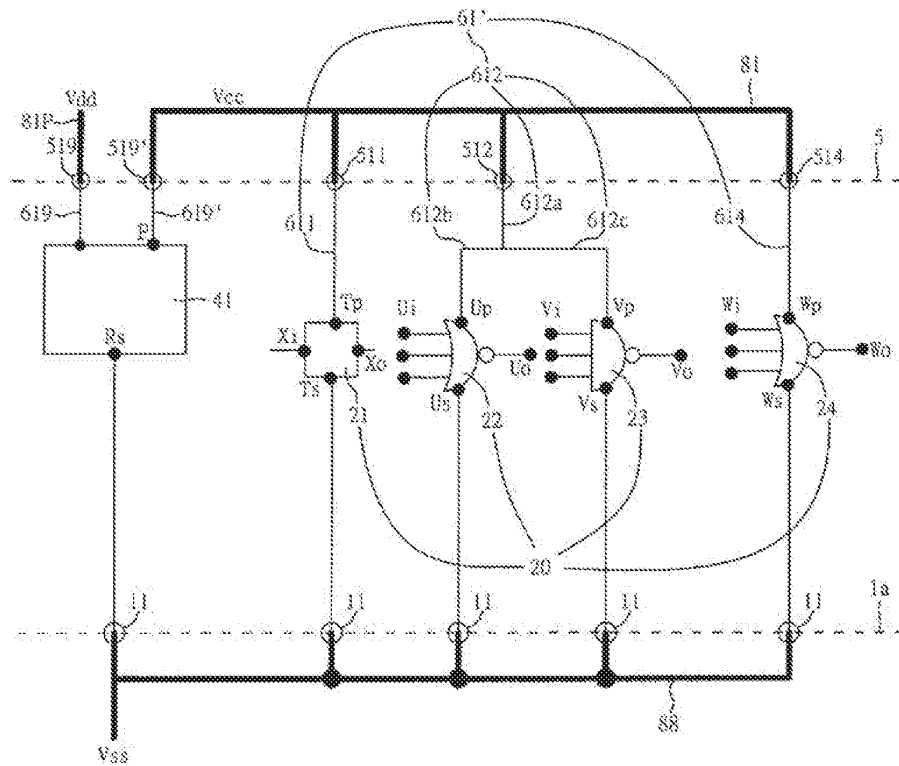 61'
612
81
Vdd
Vcc
81P
519
519'
511
512
514
5
619
619'
611
612b
612a
612c
614
P
41
Rs
Xi
Tp
Xo
Ts
21
Ui
Up
Uo
Us
22
Vi
Vp
Vo
Vs
23
Wi
Wp
Wo
Ws
24
20
11
11
11
11
11
1a
88
Vss